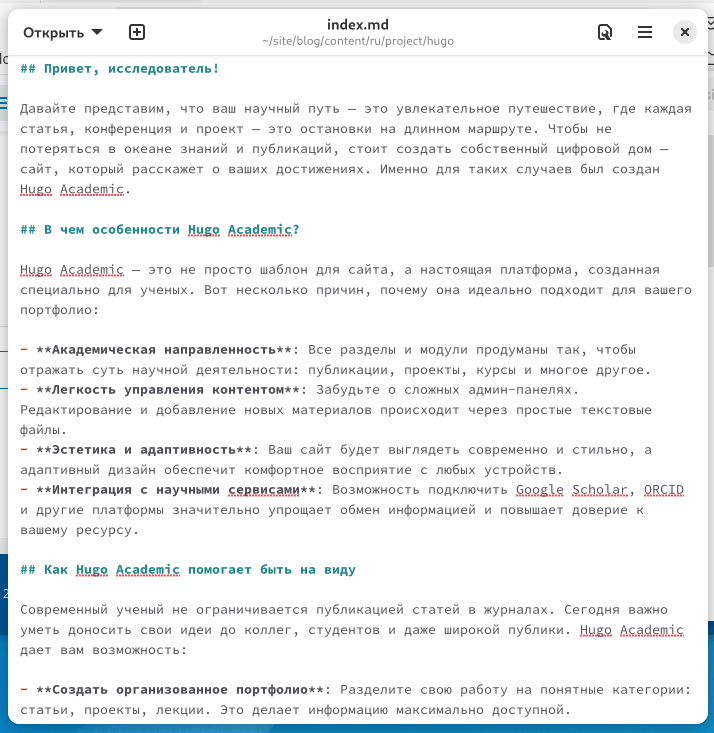 Открыть
index.md
~/site/blog/content/ru/project/hugo
## Привет, исследователь!
Давайте представим, что ваш научный путь — это увлекательное путешествие, где каждая
статья, конференция и проект — это остановки на длинном маршруте. Чтобы не
потеряться в океане знаний и публикаций, стоит создать собственный цифровой дом —
сайт, который расскажет о ваших достижениях. Именно для таких случаев был создан
Hugo Academic.
## В чем особенности Hugo Academic?
Hugo Academic — это не просто шаблон для сайта, а настоящая платформа, созданная
специально для ученых. Вот несколько причин, почему она идеально подходит для вашего
портфолио:
- **Академическая направленность**: Все разделы и модули продуманы так, чтобы
отражать суть научной деятельности: публикации, проекты, курсы и многое другое.
- **Легкость управления контентом**: Забудьте о сложных админ-панелях.
Редактирование и добавление новых материалов происходит через простые текстовые
файлы.
- **Эстетика и адаптивность**: Ваш сайт будет выглядеть современно и стильно, а
адаптивный дизайн обеспечит комфортное восприятие с любых устройств.
- **Интеграция с научными сервисами**: Возможность подключить Google Scholar, ORCID
и другие платформы значительно упрощает обмен информацией и повышает доверие к
вашему ресурсу.
## Как Hugo Academic помогает быть на виду
Современный ученый не ограничивается публикацией статей в журналах. Сегодня важно
уметь доносить свои идеи до коллег, студентов и даже широкой публики. Hugo Academic
дает вам возможность:
- **Создать организованное портфолио**: Разделите свою работу на понятные категории:
статьи, проекты, лекции. Это делает информацию максимально доступной.